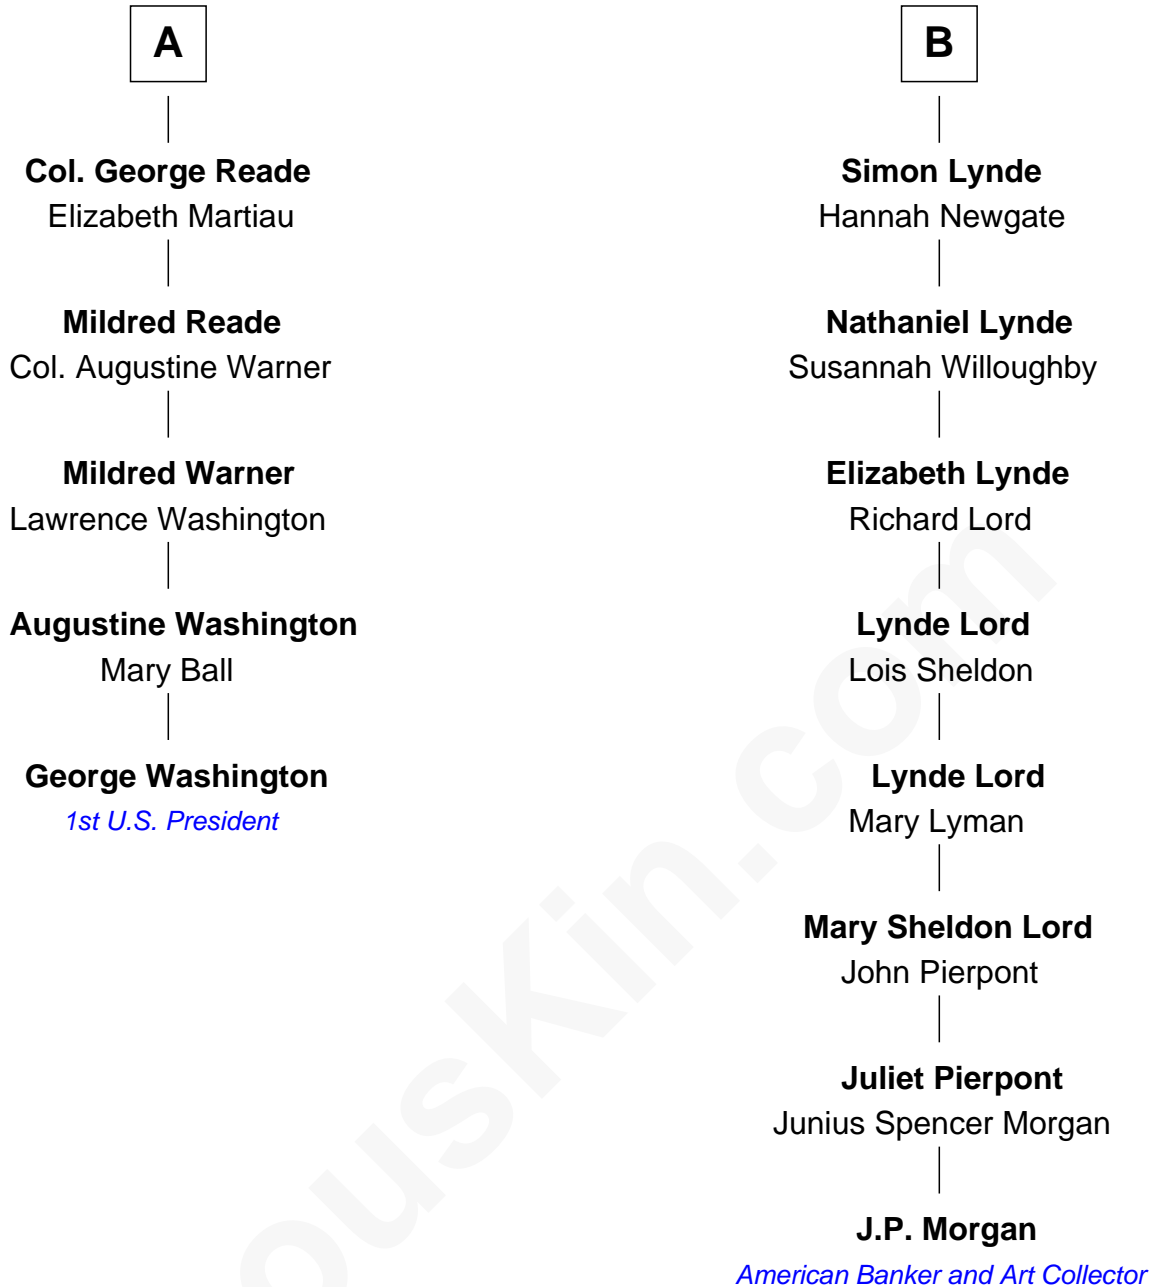 A
Col. George Reade
Elizabeth Martiau
Mildred Reade
Col. Augustine Warner
Mildred Warner
Lawrence Washington
Augustine Washington
Mary Ball
George Washington
1st U.S. President
B
Simon Lynde
Hannah Newgate
Nathaniel Lynde
Susannah Willoughby
Elizabeth Lynde
Richard Lord
Lynde Lord
Lois Sheldon
Lynde Lord
Mary Lyman
Mary Sheldon Lord
John Pierpont
Juliet Pierpont
Junius Spencer Morgan
J.P. Morgan
American Banker and Art Collector
ousKin.com